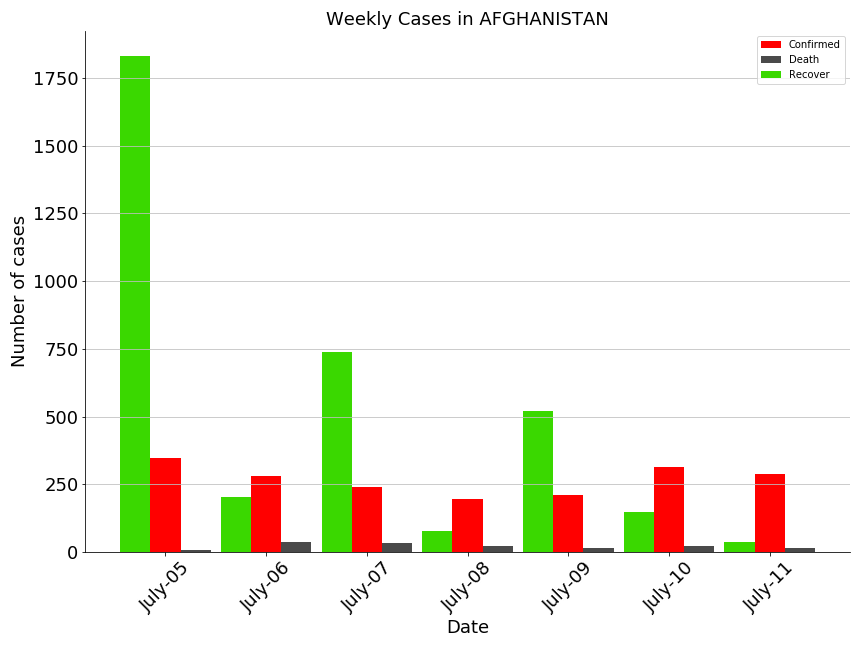 Weekly Cases in AFGHANISTAN
Confirmed
Death
Recover
Number of cases
1750
1500
1250
1000
750
500
250
0
July-05
July-06
July-07
July-08
July-09
July-10
July-11
Date